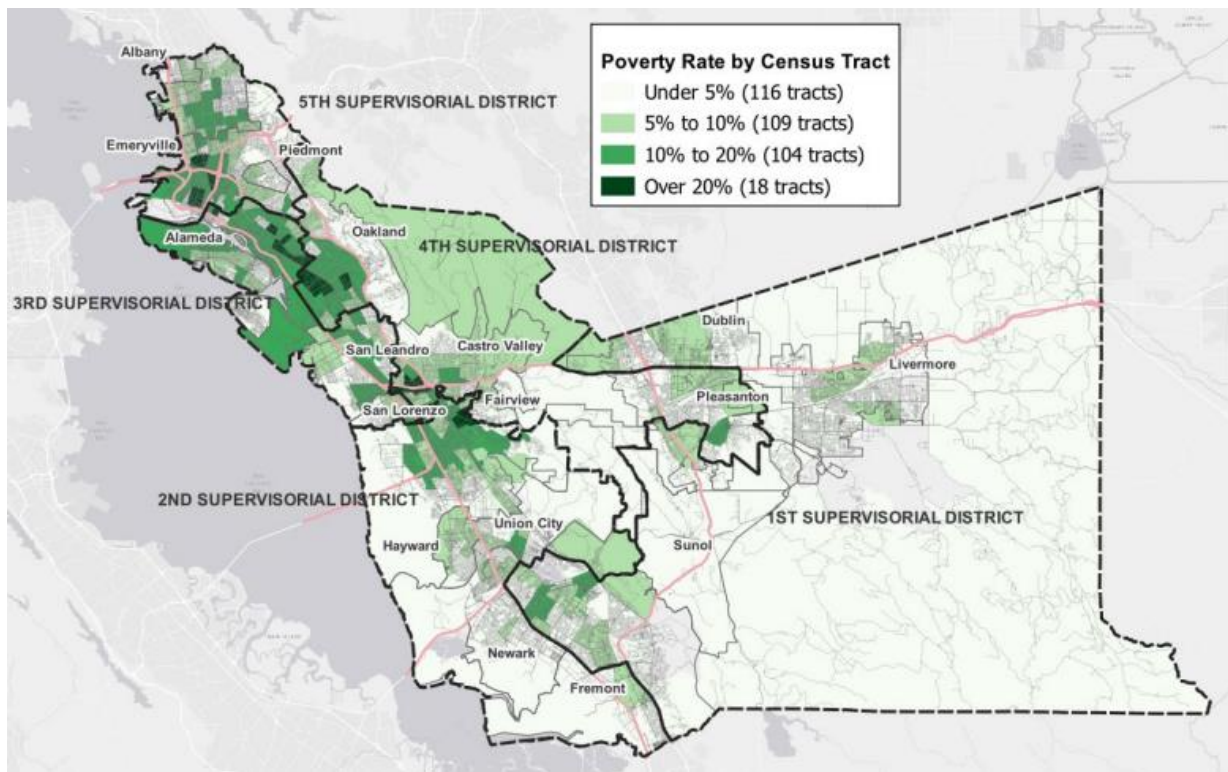 Poverty Rate by Census Tract
Under 5% (116 tracts)
5% to 10% (109 tracts)
10% to 20% (104 tracts)
Over 20% (18 tracts)
Albany
5TH SUPERVISORIAL DISTRICT
Emeryville
Piedmont
Alameda
Oakland
4TH SUPERVISORIAL DISTRICT
3RD SUPERVISORIAL DISTRICT
Dublin
San Leandro
Castro Valley
Livermore
Pleasanton
San Lorenzo
Fairview
2ND SUPERVISORIAL DISTRICT
Union City
1ST SUPERVISORIAL DISTRICT
Hayward
Sunol
Newark
Fremont